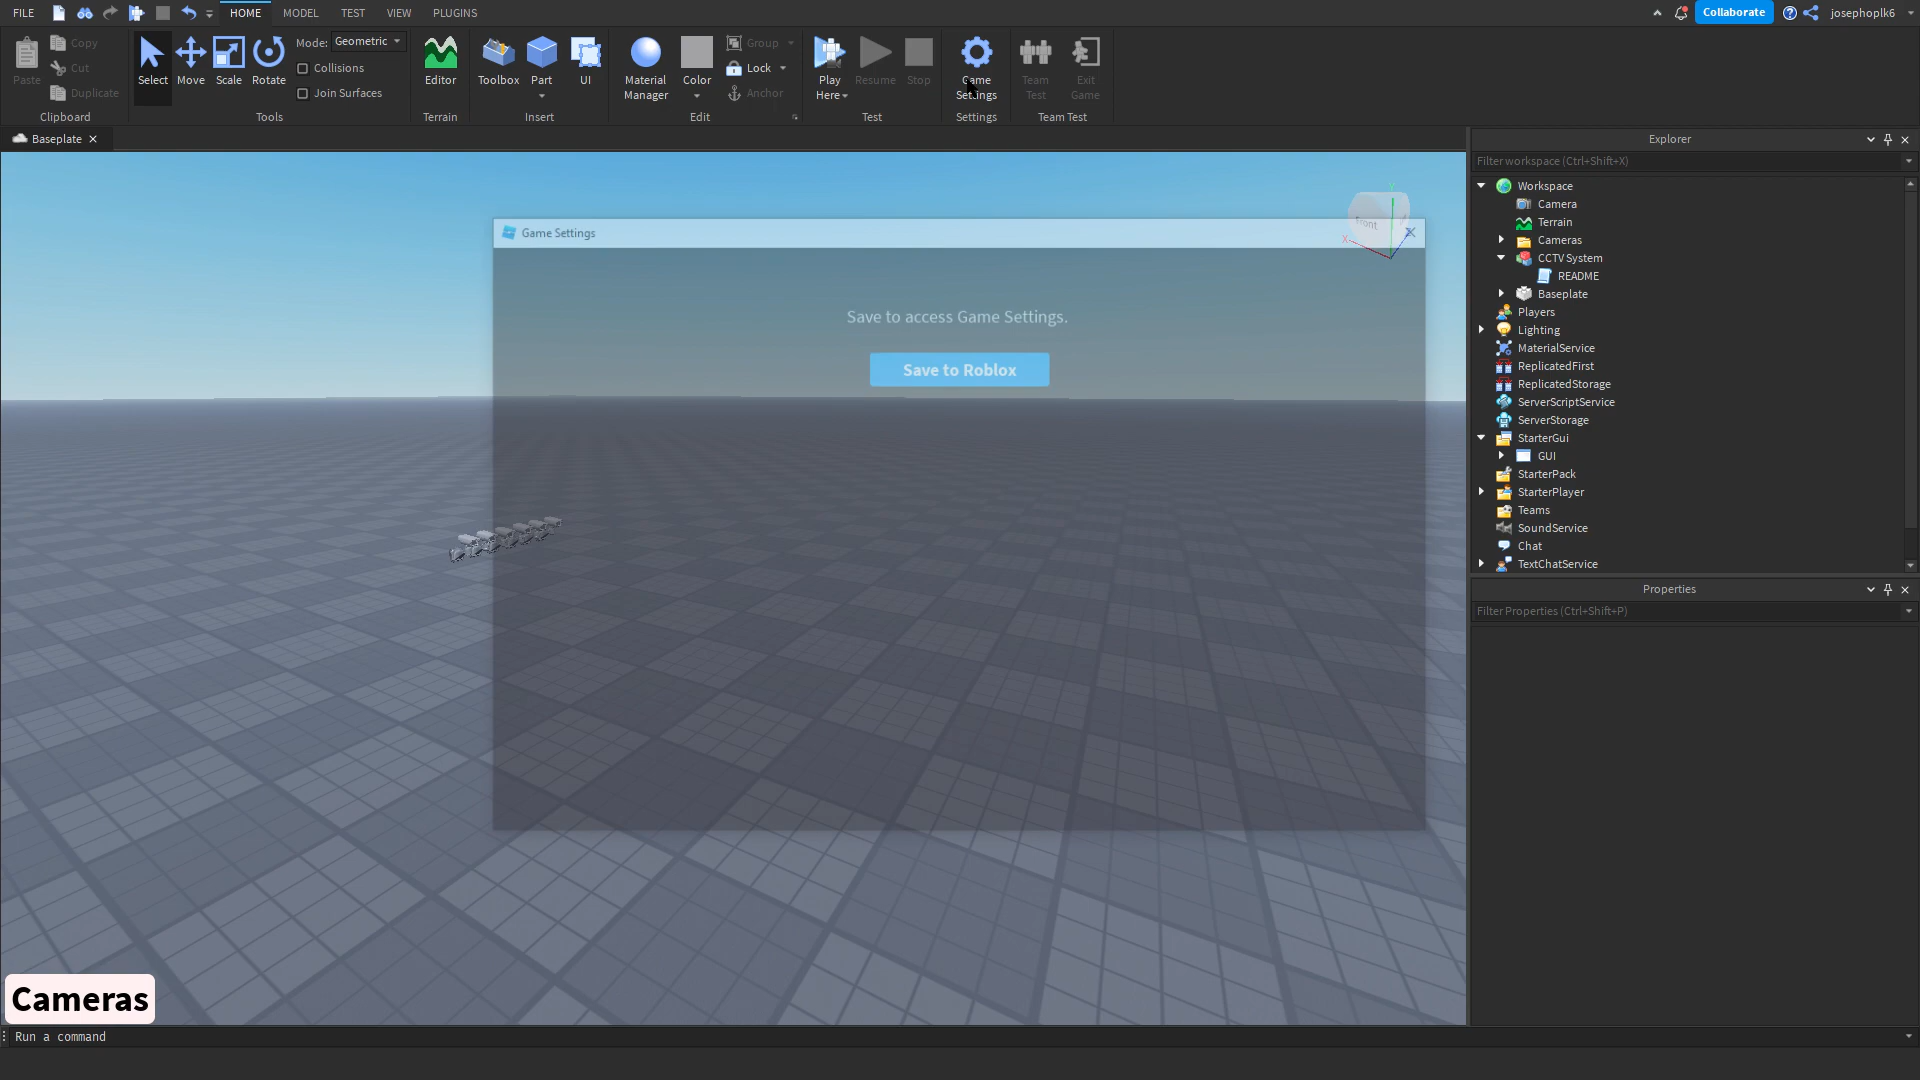 FILE HOME MODEL TEST VIEW PLUGINS Collaborate josephoplk6
Copy Mode: Geometric Group
Cut Collisions Lock
Paste Duplicate Select Move Scale Rotate Join Surfaces Editor Toolbox Part UI Material Manager Color Anchor Play Here Resume Stop Game Settings Team Test Exit Game
Clipboard Tools Terrain Insert Edit Test Settings Team Test
Baseplate
Explorer
Filter workspace (Ctrl+Shift+X)
Workspace
Camera
Terrain
Cameras
CCTV System
README
Baseplate
Players
Lighting
MaterialService
ReplicatedFirst
ReplicatedStorage
ServerScriptService
ServerStorage
StarterGui
GUI
StarterPack
StarterPlayer
Teams
SoundService
Chat
TextChatService
Properties
Filter Properties (Ctrl+Shift+P)
Game Settings
Save to access Game Settings.
Save to Roblox
Front
X
Y
Z
Cameras
Run a command